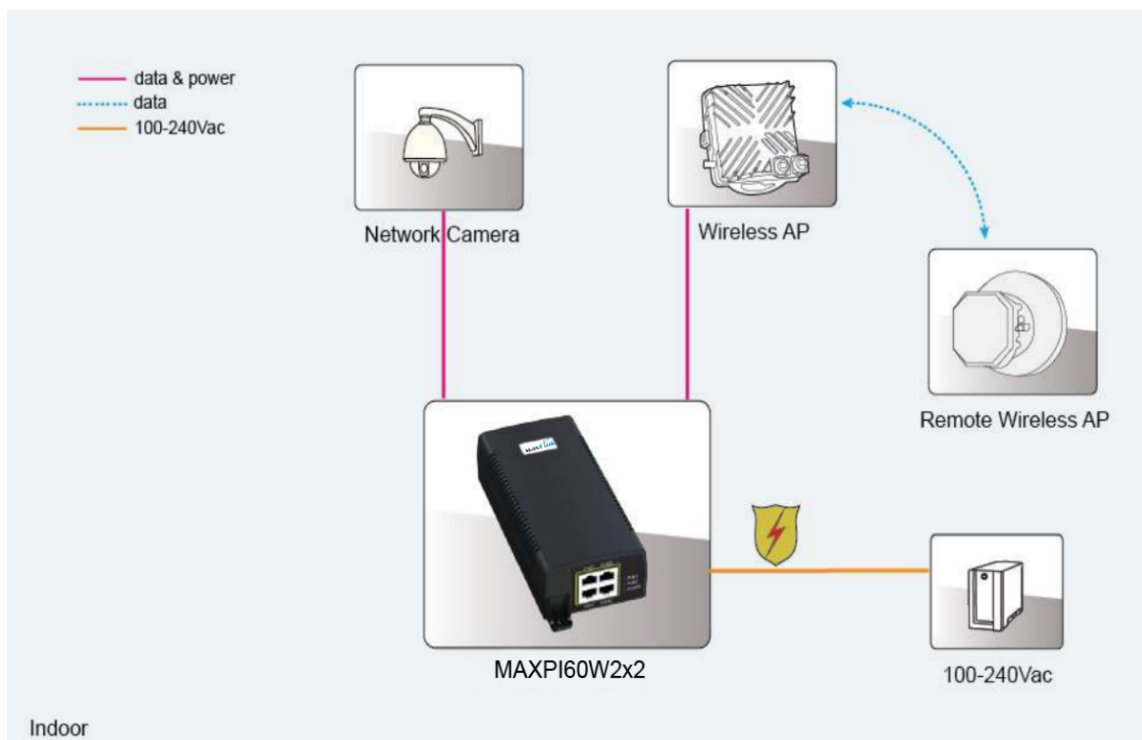 data & power
data
100-240Vac
Network Camera
Wireless AP
Remote Wireless AP
MAXPI60W2x2
100-240Vac
Indoor